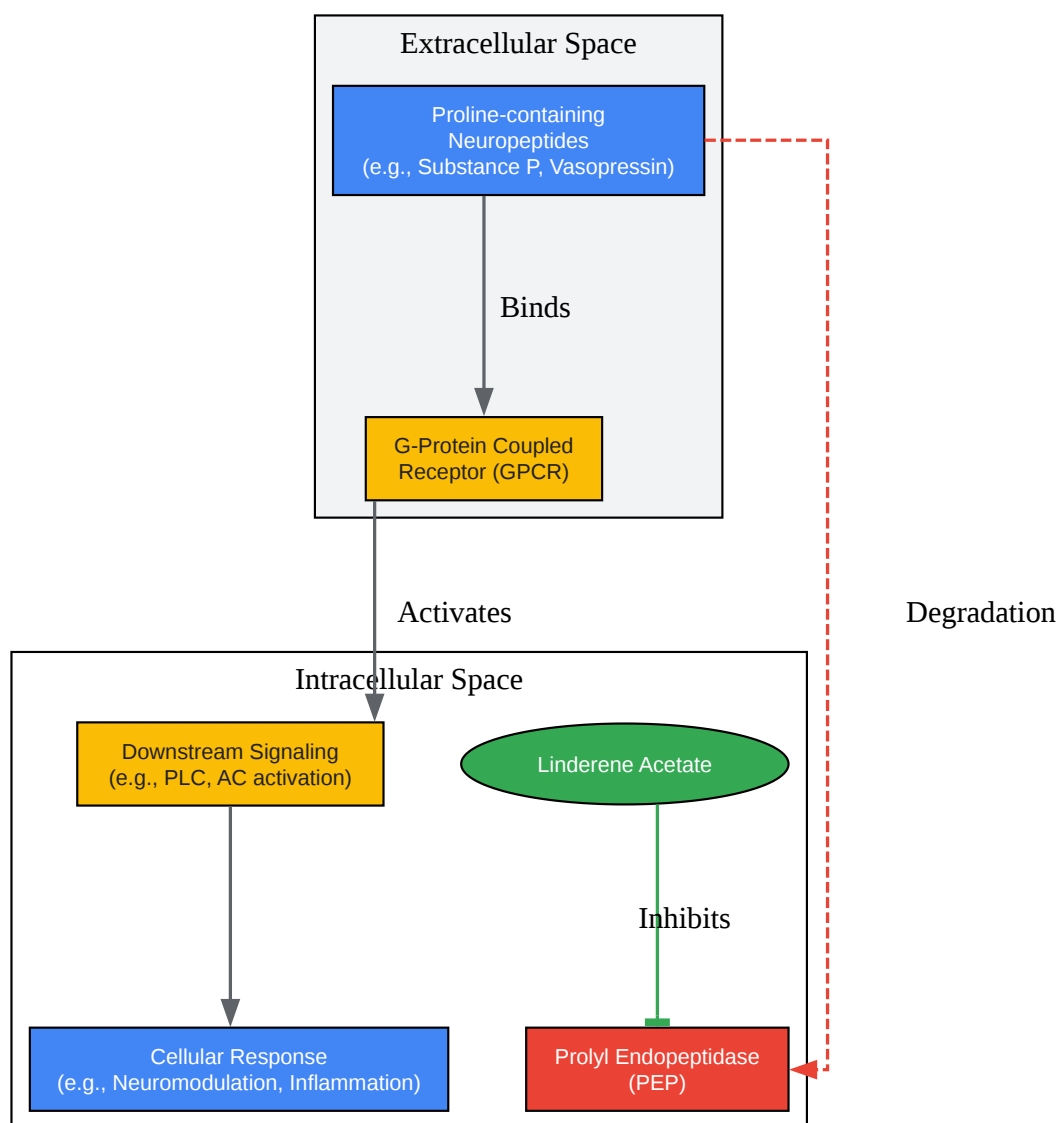 Extracellular Space
Proline-containing
Neuropeptides
(e.g., Substance P, Vasopressin)
Binds
G-Protein Coupled
Receptor (GPCR)
Activates
Degradation
Intracellular Space
Downstream Signaling
(e.g., PLC, AC activation)
Linderene Acetate
Inhibits
Cellular Response
(e.g., Neuromodulation, Inflammation)
Prolyl Endopeptidase
(PEP)